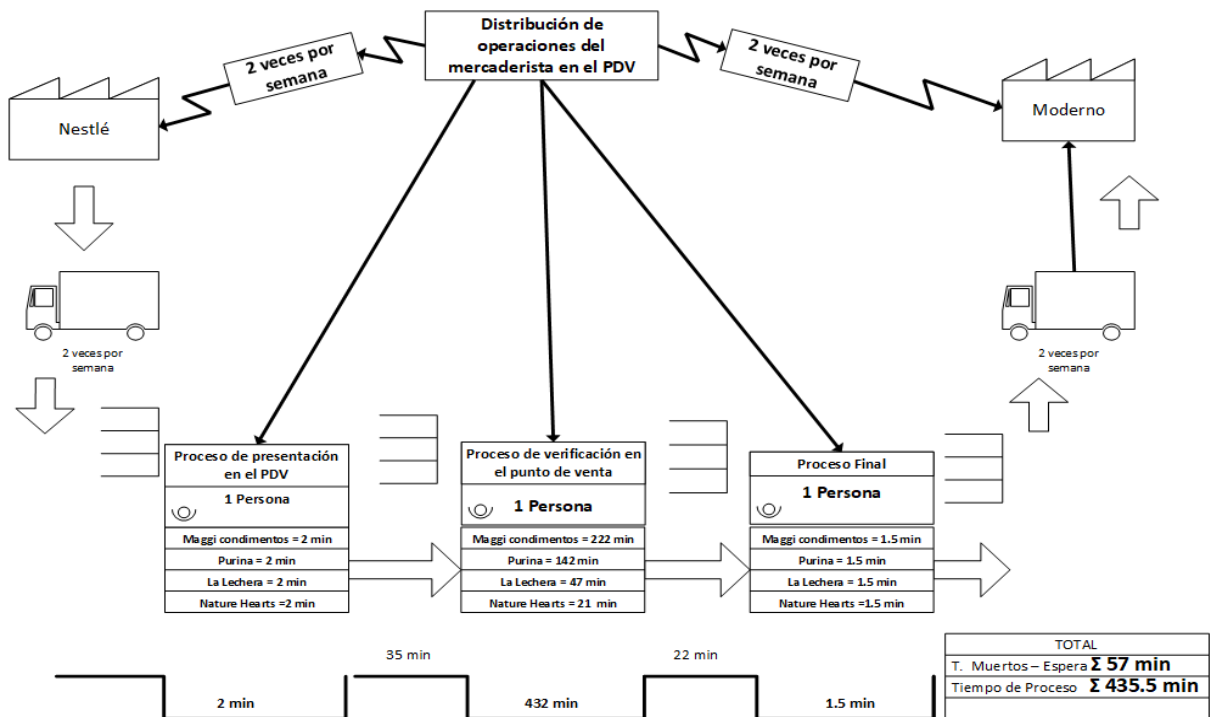 Distribución de
operaciones del
mercaderista en el PDV
2 veces por
semana
2 veces por
semana
Nestlé
Moderno
2 veces por
semana
2 veces por
semana
Proceso de presentación
en el PDV
1 Persona
Maggi condimentos = 2 min
Purina = 2 min
La Lechera = 2 min
Nature Hearts =2 min
Proceso de verificación en
el punto de venta
1 Persona
Maggi condimentos = 222 min
Purina = 142 min
La Lechera = 47 min
Nature Hearts = 21 min
Proceso Final
1 Persona
Maggi condimentos = 1.5 min
Purina = 1.5 min
La Lechera = 1.5 min
Nature Hearts =1.5 min
35 min
22 min
2 min
432 min
1.5 min
TOTAL
T. Muertos – Espera Σ 57 min
Tiempo de Proceso Σ 435.5 min